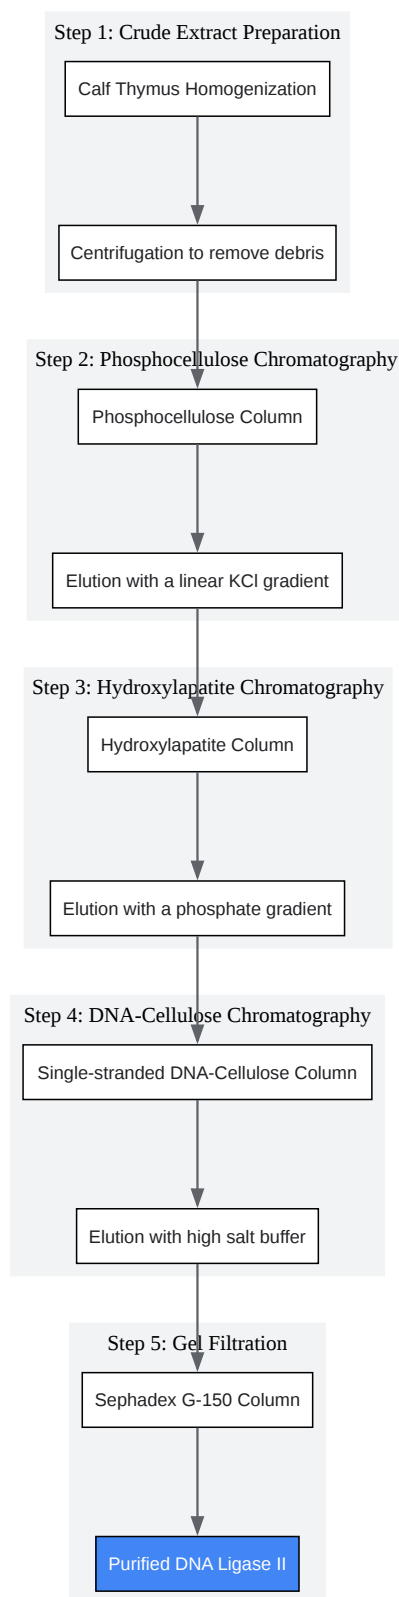 Step 1: Crude Extract Preparation
Calf Thymus Homogenization
Centrifugation to remove debris
Step 2: Phosphocellulose Chromatography
Phosphocellulose Column
Elution with a linear KCl gradient
Step 3: Hydroxylapatite Chromatography
Hydroxylapatite Column
Elution with a phosphate gradient
Step 4: DNA-Cellulose Chromatography
Single-stranded DNA-Cellulose Column
Elution with high salt buffer
Step 5: Gel Filtration
Sephadex G-150 Column
Purified DNA Ligase II